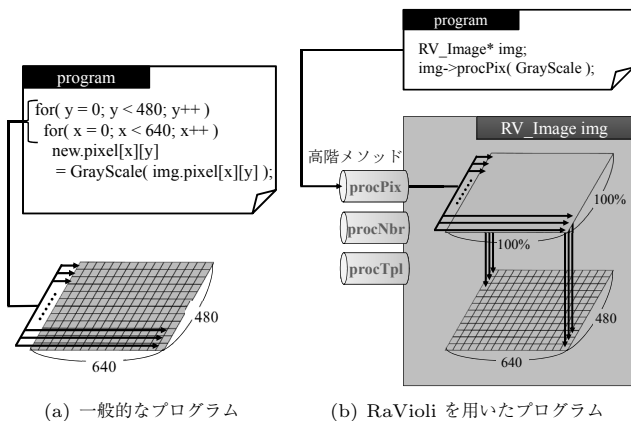 program
for( y = 0; y < 480; y++ )
for( x = 0; x < 640; x++ )
new.pixel[x][y]
= GrayScale( img.pixel[x][y] );
480
640
(a) 一般的なプログラム
program
RV_Image* img;
img->procPix( GrayScale );
RV_Image img
高階メソッド
procPix
procNbr
procTpl
100%
100%
480
640
(b) RaVioli を用いたプログラム